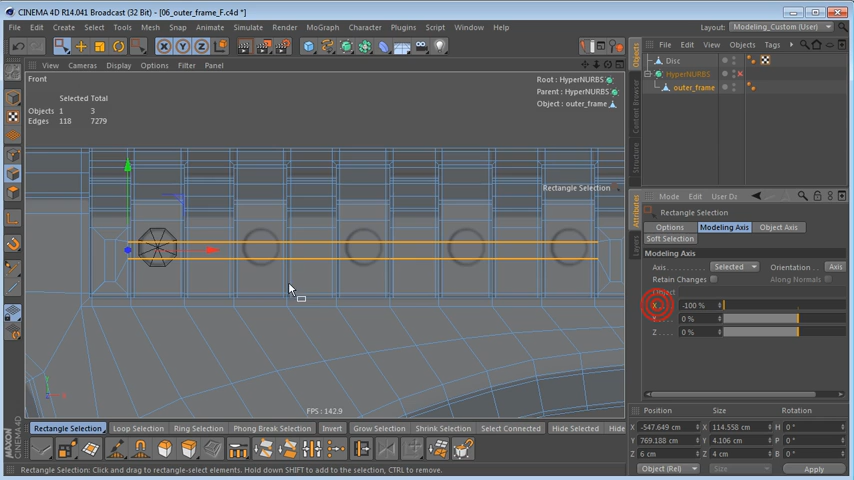 CINEMA 4D R14.041 Broadcast (32 Bit) - [06_outer_frame_F.c4d *]
File Edit Create Select Tools Mesh Snap Animate Simulate Render MoGraph Character Plugins Script Window Help
Layout: Modeling_Custom (User)
View Cameras Display Options Filter Panel
Front
Selected Total
Objects 1 3
Edges 118 7279
Root : HyperNURBS
Parent : HyperNURBS
Object : outer_frame
Rectangle Selection
FPS : 142.9
File Edit View Objects Tags
Disc
HyperNURBS
outer_frame
Objects
Content Browser
Structure
Attributes
Layers
Mode Edit User Da
Rectangle Selection
Options Modeling Axis Object Axis
Soft Selection
Modeling Axis
Axis Selected Orientation Axis
Retain Changes Along Normals
Object
X -100 %
Y 0 %
Z 0 %
Rectangle Selection Loop Selection Ring Selection Phong Break Selection Invert Grow Selection Shrink Selection Select Connected Hide Selected Hide
Position Size Rotation
X -547.649 cm X 114.558 cm H 0 °
Y 769.188 cm Y 4.106 cm P 0 °
Z 6 cm Z 4 cm B 0 °
Object (Rel) Size Apply
MAXON CINEMA 4D
Rectangle Selection: Click and drag to rectangle-select elements. Hold down SHIFT to add to the selection, CTRL to remove.